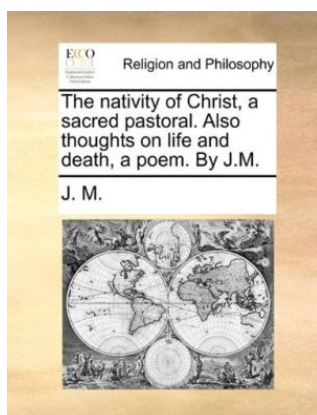 ECCO
Religion and Philosophy
The nativity of Christ, a
sacred pastoral. Also
thoughts on life and
death, a poem. By J.M.
J. M.